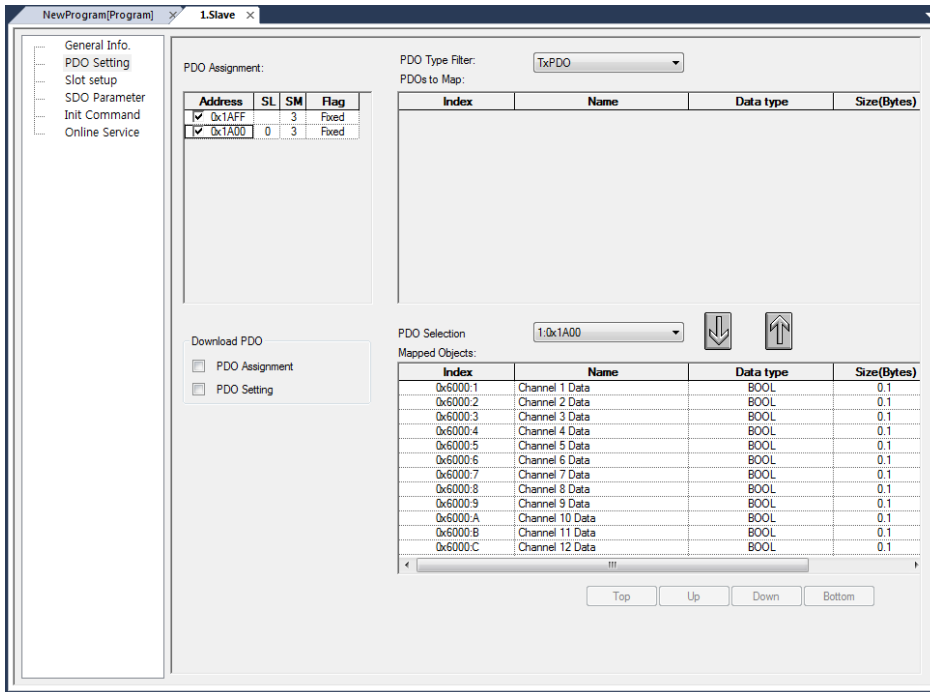 NewProgram[Program] × 1.Slave ×
General Info.
PDO Setting
Slot setup
SDO Parameter
Init Command
Online Service
PDO Assignment:
Address SL SM Flag
0x1AFF 3 Fixed
0x1A00 0 3 Fixed
Download PDO
PDO Assignment
PDO Setting
PDO Type Filter: TxPDO
PDOs to Map:
Index Name Data type Size(Bytes)
PDO Selection 1:0x1A00
Mapped Objects:
Index Name Data type Size(Bytes)
0x6000:1 Channel 1 Data BOOL 0.1
0x6000:2 Channel 2 Data BOOL 0.1
0x6000:3 Channel 3 Data BOOL 0.1
0x6000:4 Channel 4 Data BOOL 0.1
0x6000:5 Channel 5 Data BOOL 0.1
0x6000:6 Channel 6 Data BOOL 0.1
0x6000:7 Channel 7 Data BOOL 0.1
0x6000:8 Channel 8 Data BOOL 0.1
0x6000:9 Channel 9 Data BOOL 0.1
0x6000:A Channel 10 Data BOOL 0.1
0x6000:B Channel 11 Data BOOL 0.1
0x6000:C Channel 12 Data BOOL 0.1
Top Up Down Bottom